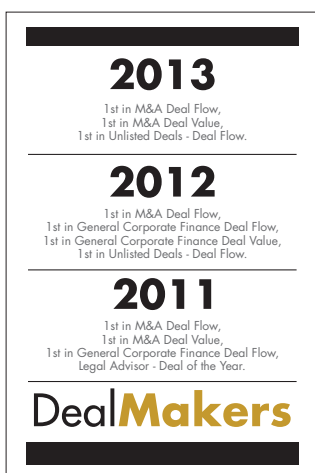 2013
1st in M&A Deal Flow,
1st in M&A Deal Value,
1st in Unlisted Deals - Deal Flow.
2012
1st in M&A Deal Flow,
1st in General Corporate Finance Deal Flow,
1st in General Corporate Finance Deal Value,
1st in Unlisted Deals - Deal Flow.
2011
1st in M&A Deal Flow,
1st in M&A Deal Value,
1st in General Corporate Finance Deal Flow,
Legal Advisor - Deal of the Year.
DealMakers